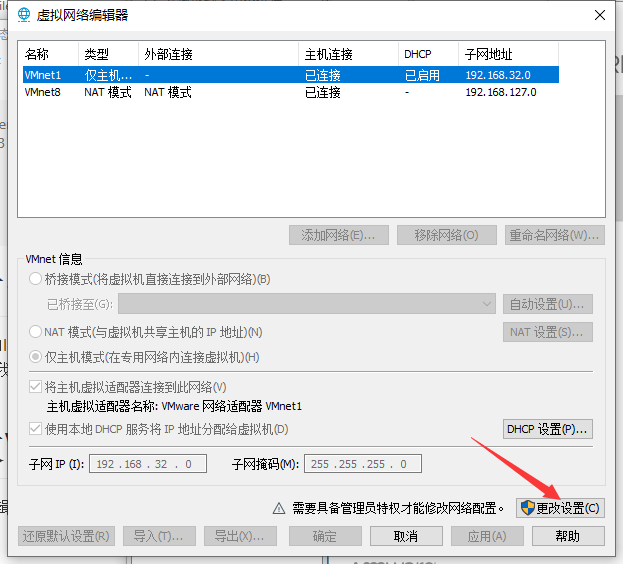 虚拟网络编辑器
名称 类型 外部连接 主机连接 DHCP 子网地址
VMnet1 仅主机... - 已连接 已启用 192.168.32.0
VMnet8 NAT 模式 NAT 模式 已连接 - 192.168.127.0
添加网络(E)... 移除网络(O) 重命名网络(W)...
VMnet 信息
桥接模式(将虚拟机直接连接到外部网络)(B)
已桥接至(G): 自动设置(U)...
NAT 模式(与虚拟机共享主机的 IP 地址)(N) NAT 设置(S)...
仅主机模式(在专用网络内连接虚拟机)(H)
将主机虚拟适配器连接到此网络(V)
主机虚拟适配器名称: VMware 网络适配器 VMnet1
使用本地 DHCP 服务将 IP 地址分配给虚拟机(D) DHCP 设置(P)...
子网 IP (I): 192 . 168 . 32 . 0 子网掩码(M): 255 . 255 . 255 . 0
需要具备管理员特权才能修改网络配置。 更改设置(C)
还原默认设置(R) 导入(T)... 导出(X)... 确定 取消 应用(A) 帮助